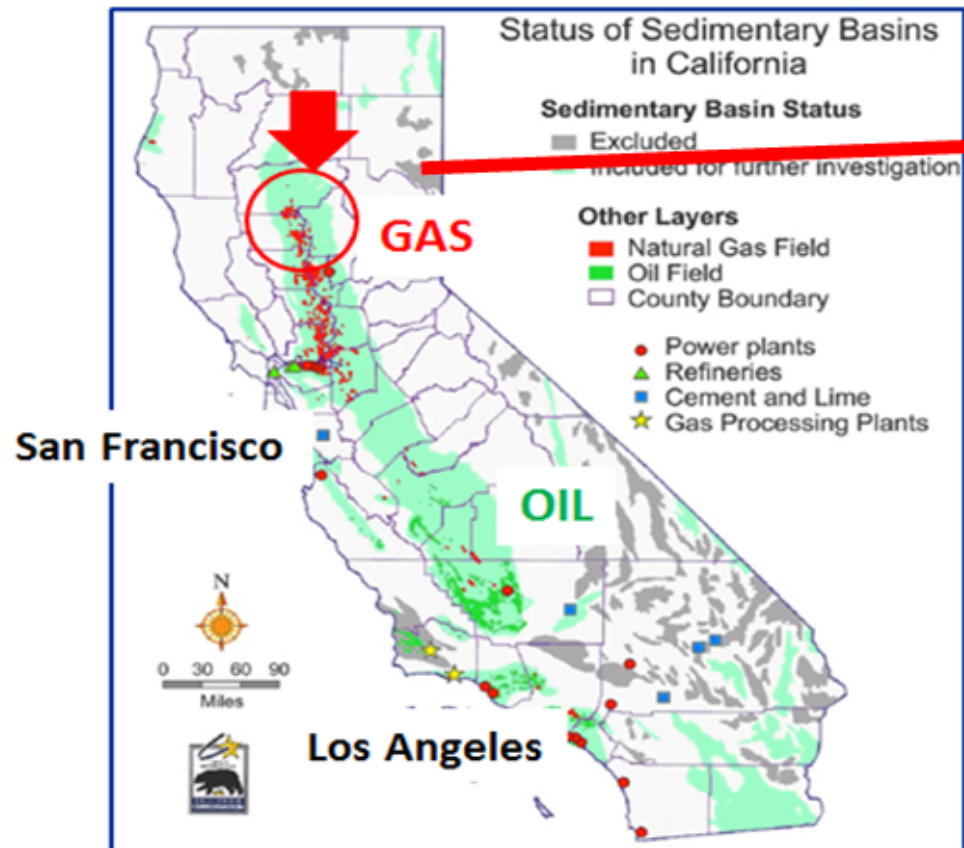 Status of Sedimentary Basins
in California
Sedimentary Basin Status
Excluded
Included for further investigation
Other Layers
Natural Gas Field
Oil Field
County Boundary
Power plants
Refineries
Cement and Lime
Gas Processing Plants
GAS
San Francisco
OIL
N
0 30 60 90
Miles
Los Angeles